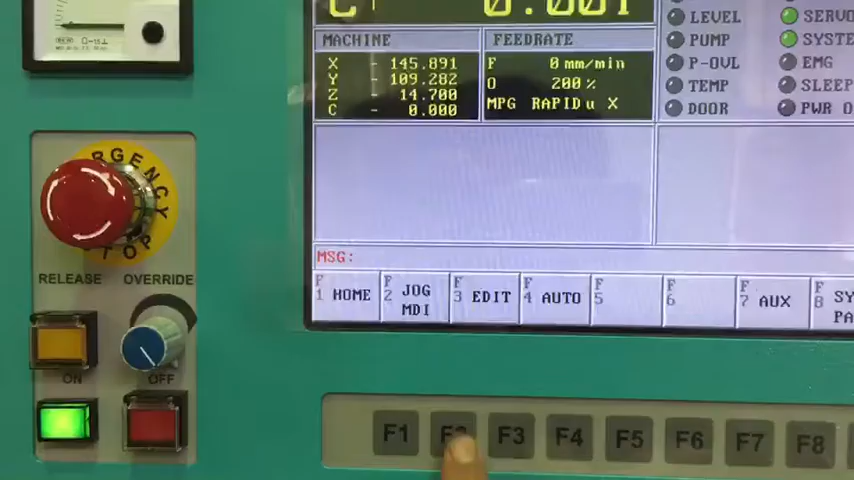 C
MACHINE
X - 145.891
Y - 109.282
Z - 14.700
C - 0.000
FEEDRATE
F 0 mm/min
O 200 %
MPG RAPID u X
LEVEL
PUMP
P-OVL
TEMP
DOOR
SERVO
SYSTE
EMG
SLEEP
PWR O
MSG:
F1 HOME
F2 JOG MDI
F3 EDIT
F4 AUTO
F5
F6
F7 AUX
F8 SY PA
EMERGENCY
STOP
RELEASE OVERRIDE
ON OFF
F1 F2 F3 F4 F5 F6 F7 F8